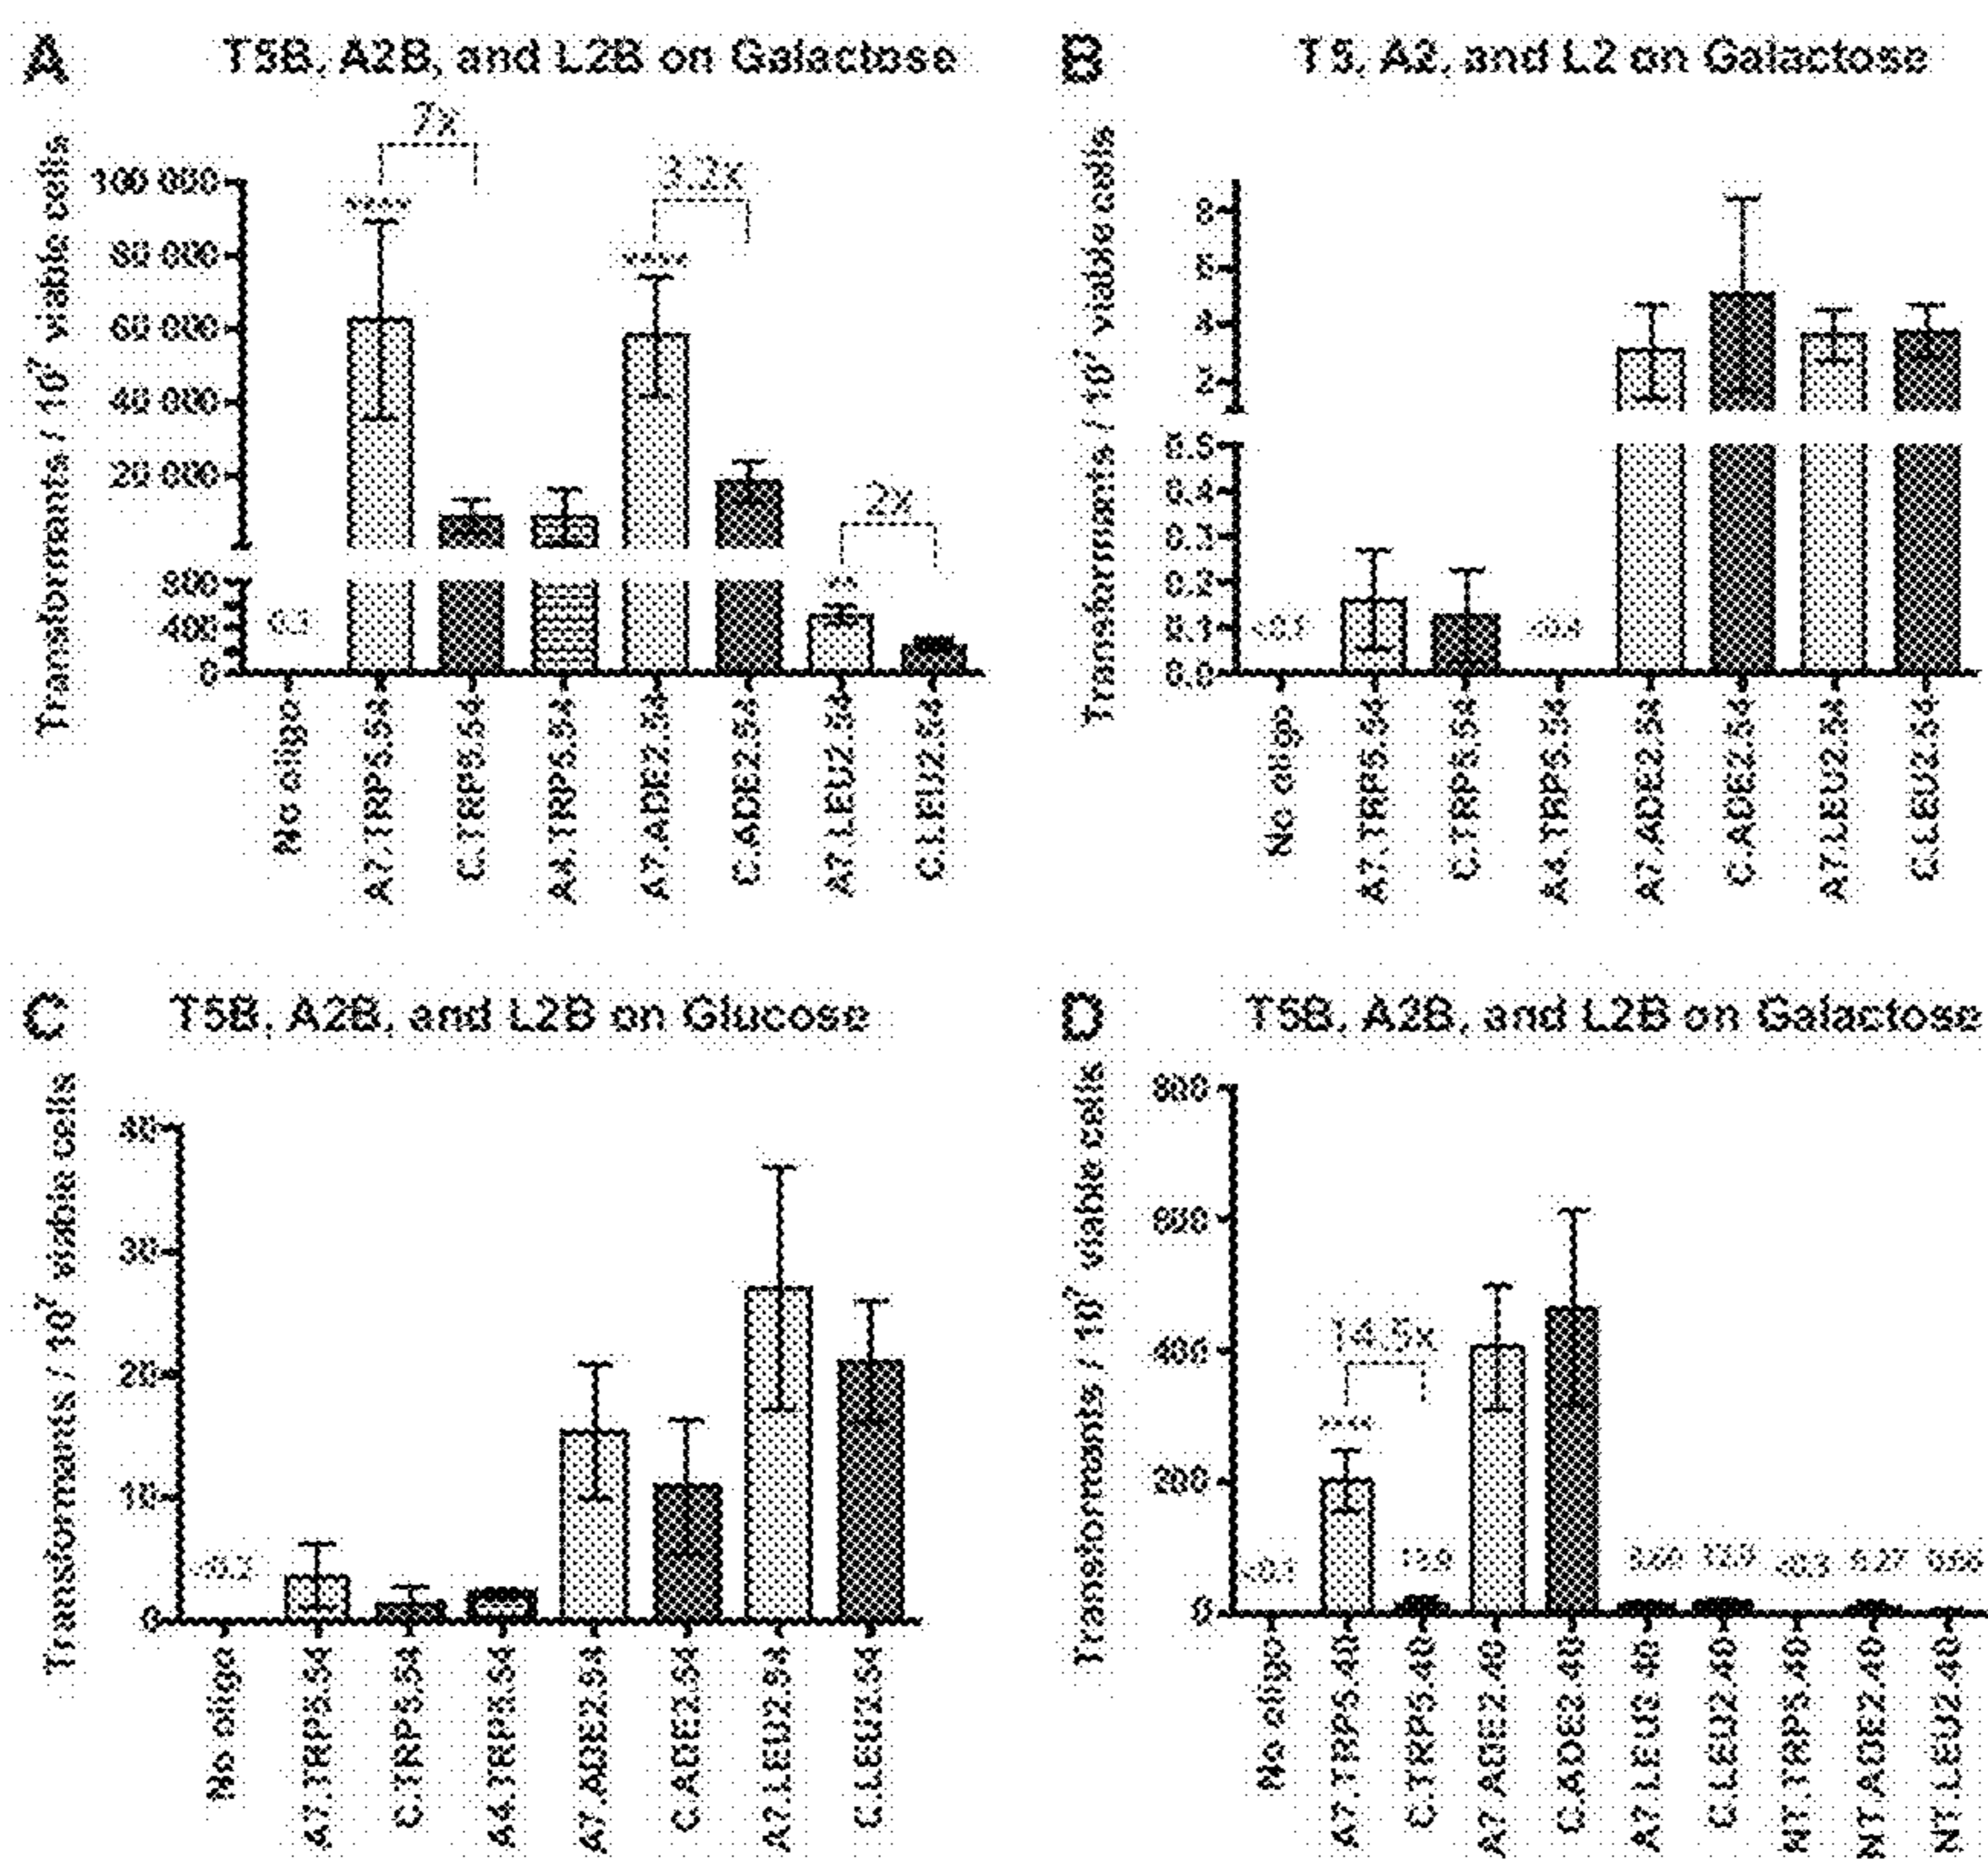 A
T5B, A2B, and L2B on Galactose
Transformants / 10⁷ viable cells
100 000
80 000
60 000
40 000
20 000
800
400
0
7x
****
3.2x
****
2x
No oligo
A7.TRP5.54
C.TRP5.54
A4.TRP5.54
A7.ADE2.54
C.ADE2.54
A7.LEU2.54
C.LEU2.54
B
T5, A2, and L2 on Galactose
Transformants / 10⁷ viable cells
8
6
4
2
0.5
0.4
0.3
0.2
0.1
0.0
<0.1
No oligo
A7.TRP5.54
C.TRP5.54
A4.TRP5.54
A7.ADE2.54
C.ADE2.54
A7.LEU2.54
C.LEU2.54
C
T5B, A2B, and L2B on Glucose
Transformants / 10⁷ viable cells
40
30
20
10
0
No oligo
A7.TRP5.54
C.TRP5.54
A4.TRP5.54
A7.ADE2.54
C.ADE2.54
A7.LEU2.54
C.LEU2.54
D
T5B, A2B, and L2B on Galactose
Transformants / 10⁷ viable cells
800
600
400
200
0
14.5x
****
<0.1
No oligo
A7.TRP5.40
C.TRP5.40
A7.ADE2.40
C.ADE2.40
A7.LEU2.40
C.LEU2.40
NT.TRP5.40
NT.ADE2.40
NT.LEU2.40